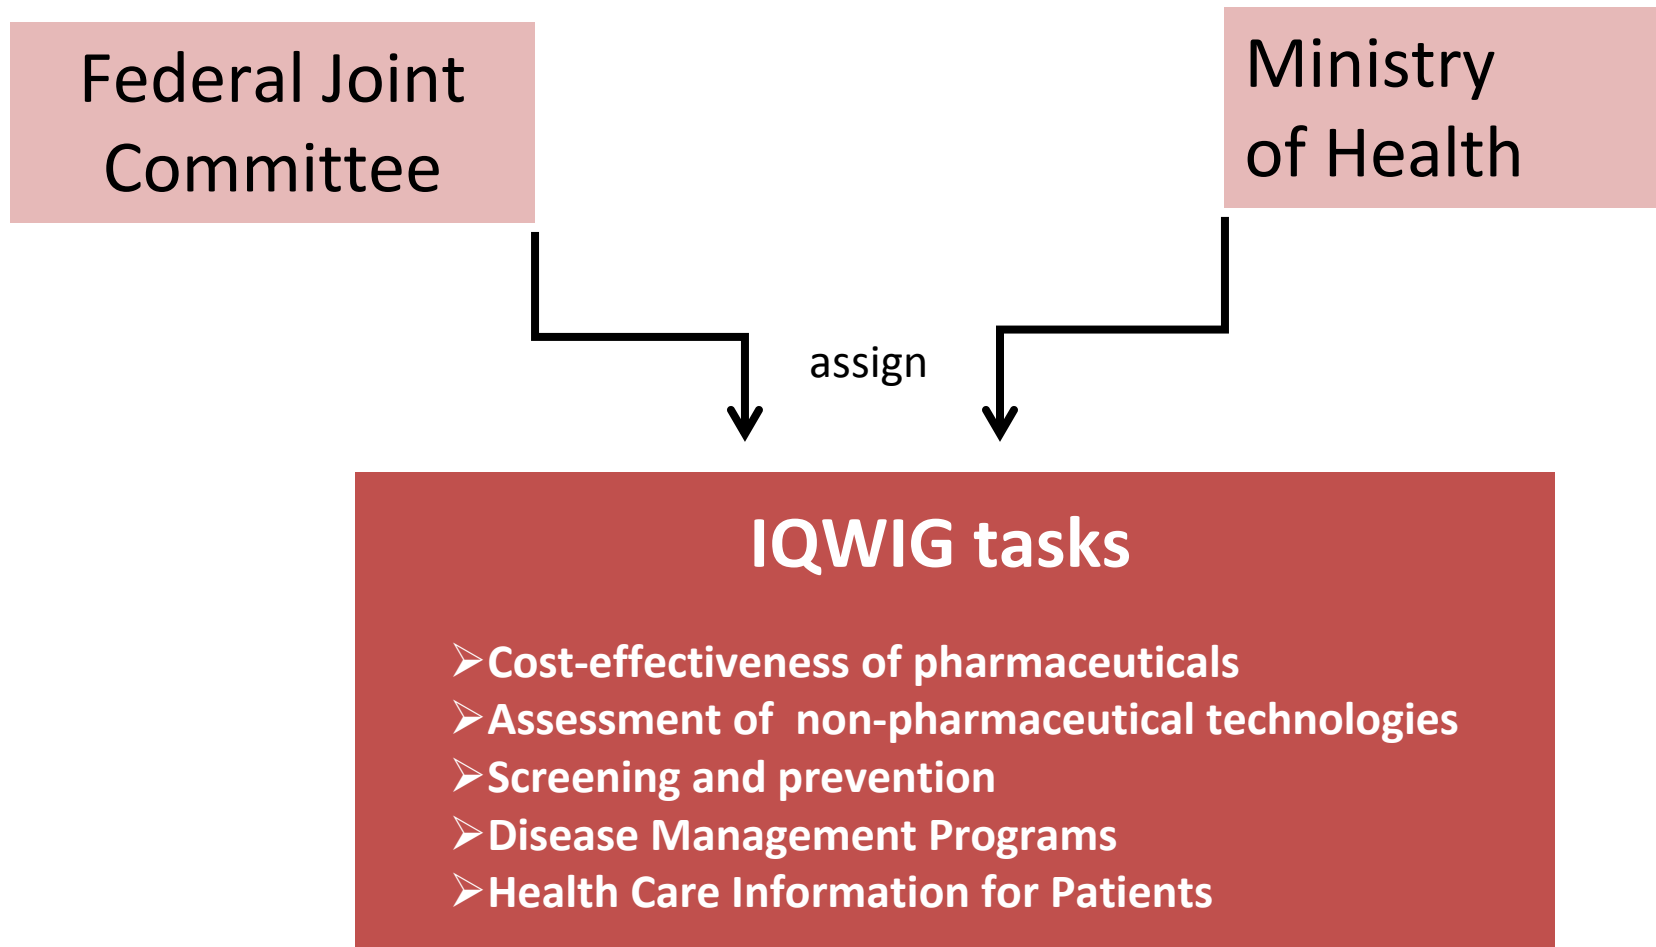 Federal Joint
Committee
Ministry
of Health
assign
IQWIG tasks
➢Cost-effectiveness of pharmaceuticals
➢Assessment of  non-pharmaceutical technologies
➢Screening and prevention
➢Disease Management Programs
➢Health Care Information for Patients